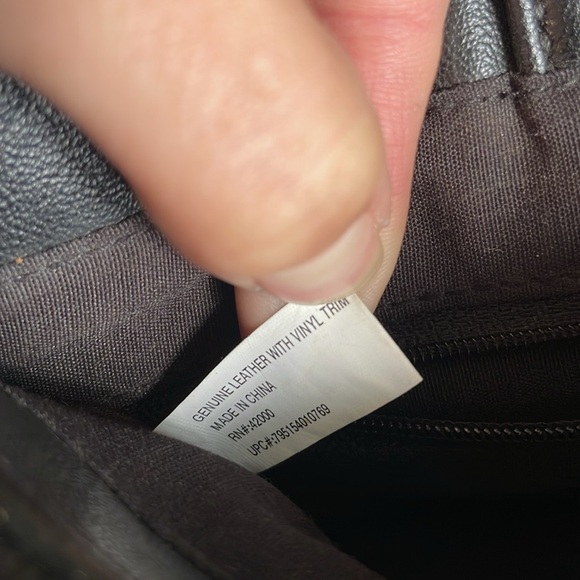 GENUINE LEATHER WITH VINYL TRIM
MADE IN CHINA
RN#:42000
UPC#:795154010769